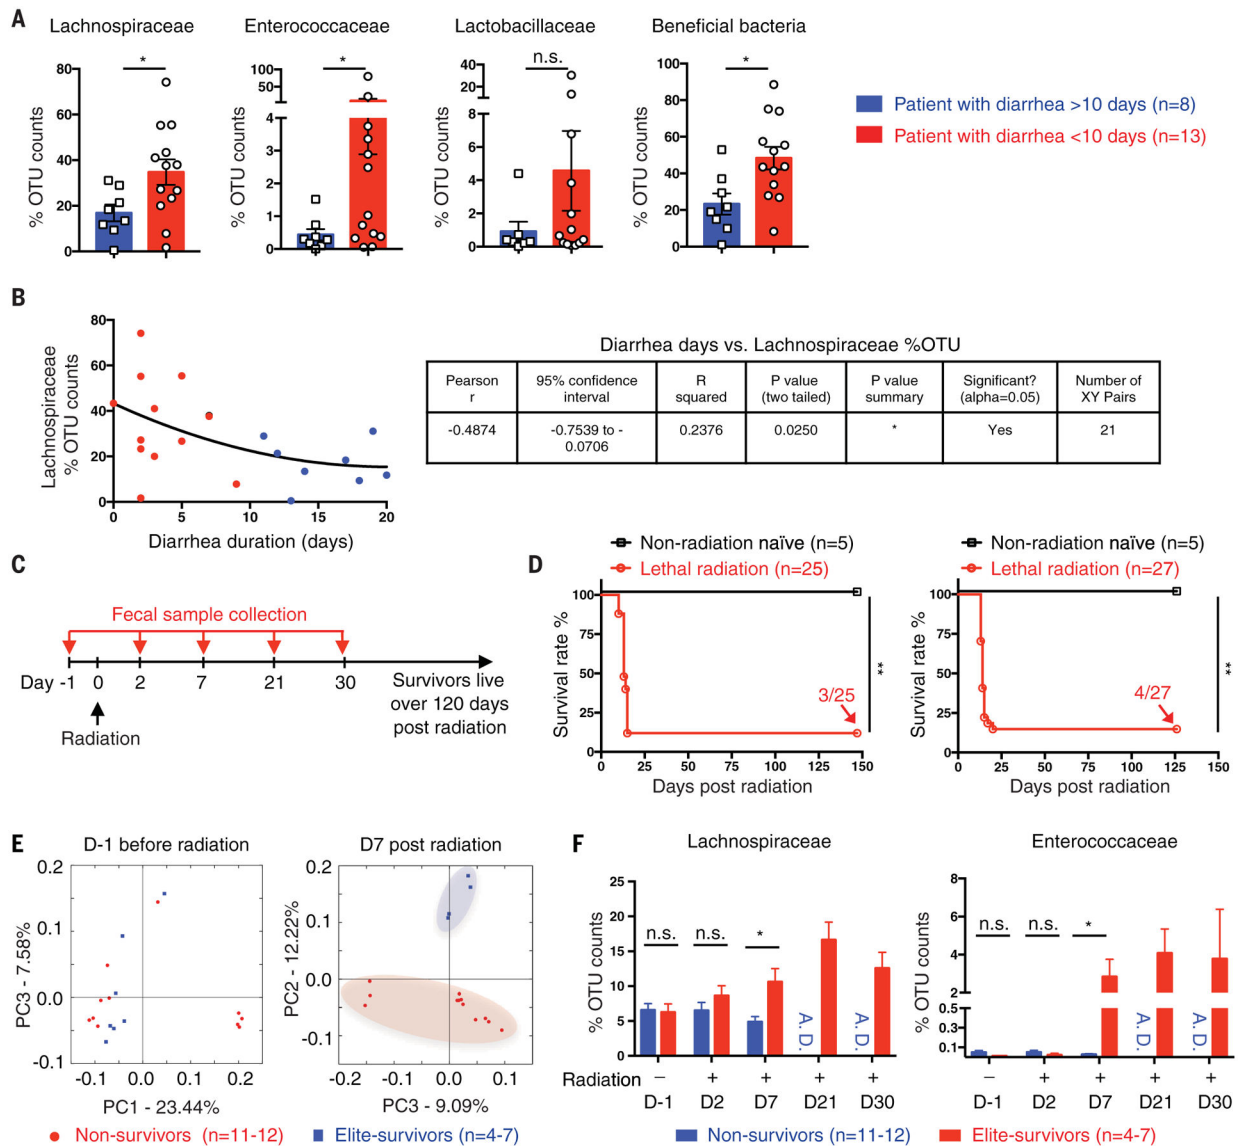 A
Lachnospiraceae
Enterococcaceae
Lactobacillaceae
Beneficial bacteria
% OTU counts
80
60
40
20
0
*
% OTU counts
100
50
4
3
2
1
0
*
% OTU counts
40
20
8
6
4
2
0
n.s.
% OTU counts
100
80
60
40
20
0
*
Patient with diarrhea >10 days (n=8)
Patient with diarrhea <10 days (n=13)
B
Lachnospiraceae
% OTU counts
80
60
40
20
0
0 5 10 15 20
Diarrhea duration (days)
Diarrhea days vs. Lachnospiraceae %OTU
Pearson r
95% confidence interval
R squared
P value (two tailed)
P value summary
Significant? (alpha=0.05)
Number of XY Pairs
-0.4874
-0.7539 to -0.0706
0.2376
0.0250
*
Yes
21
C
Fecal sample collection
Day -1 0 2 7 21 30
Radiation
Survivors live
over 120 days
post radiation
D
Non-radiation naïve (n=5)
Lethal radiation (n=25)
Survival rate %
100
75
50
25
0
0 25 50 75 100 125 150
Days post radiation
3/25
**
Non-radiation naïve (n=5)
Lethal radiation (n=27)
Survival rate %
100
75
50
25
0
0 25 50 75 100 125 150
Days post radiation
4/27
**
E
D-1 before radiation
PC3 - 7.58%
0.2
0.1
0.0
-0.1
-0.1 0.0 0.1 0.2
PC1 - 23.44%
D7 post radiation
PC2 - 12.22%
0.2
0.1
0.0
-0.1
-0.2 -0.1 0.0 0.1
PC3 - 9.09%
Non-survivors (n=11-12)
Elite-survivors (n=4-7)
F
Lachnospiraceae
% OTU counts
25
20
15
10
5
0
n.s.
n.s.
*
A.D.
A.D.
Radiation − + + + +
D-1 D2 D7 D21 D30
Enterococcaceae
% OTU counts
8
6
4
2
0.5
0.3
0.1
n.s.
n.s.
*
A.D.
A.D.
− + + + +
D-1 D2 D7 D21 D30
Non-survivors (n=11-12)
Elite-survivors (n=4-7)